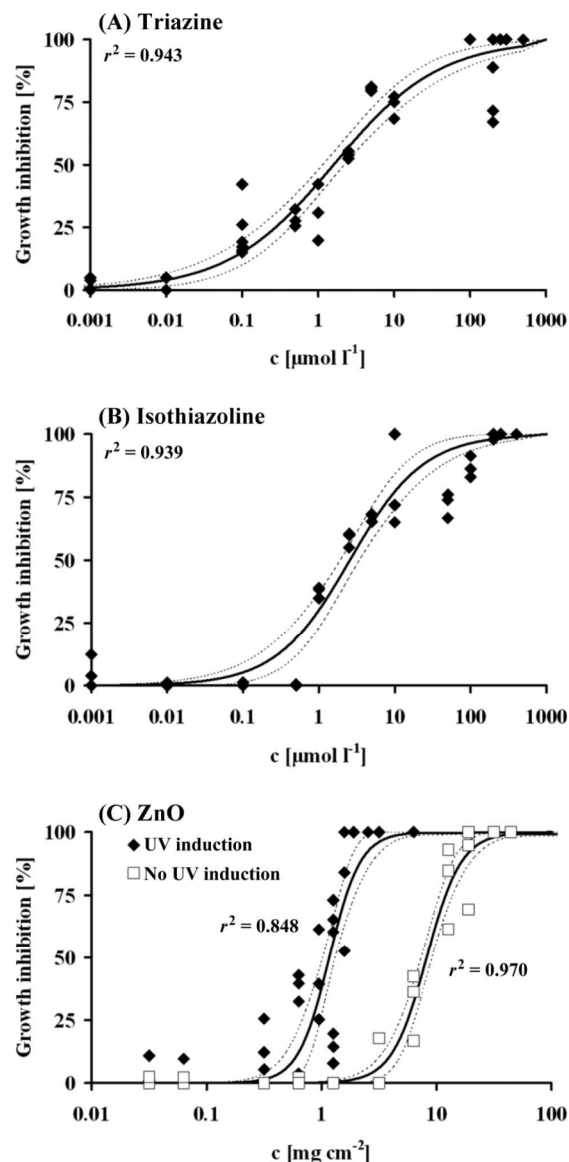 (A) Triazine
r² = 0.943
Growth inhibition [%]
100
75
50
25
0
0.001 0.01 0.1 1 10 100 1000
c [µmol l⁻¹]
(B) Isothiazoline
r² = 0.939
Growth inhibition [%]
100
75
50
25
0
0.001 0.01 0.1 1 10 100 1000
c [µmol l⁻¹]
(C) ZnO
UV induction
No UV induction
r² = 0.848
r² = 0.970
Growth inhibition [%]
100
75
50
25
0
0.01 0.1 1 10 100
c [mg cm⁻²]